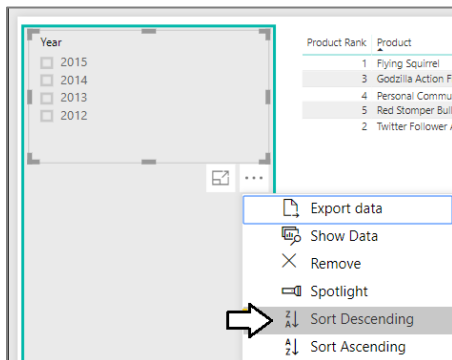 Year
2015
2014
2013
2012
Product Rank Product
1 Flying Squirrel
3 Godzilla Action F
4 Personal Commu
5 Red Stomper Bul
2 Twitter Follower
Export data
Show Data
Remove
Spotlight
Sort Descending
Sort Ascending